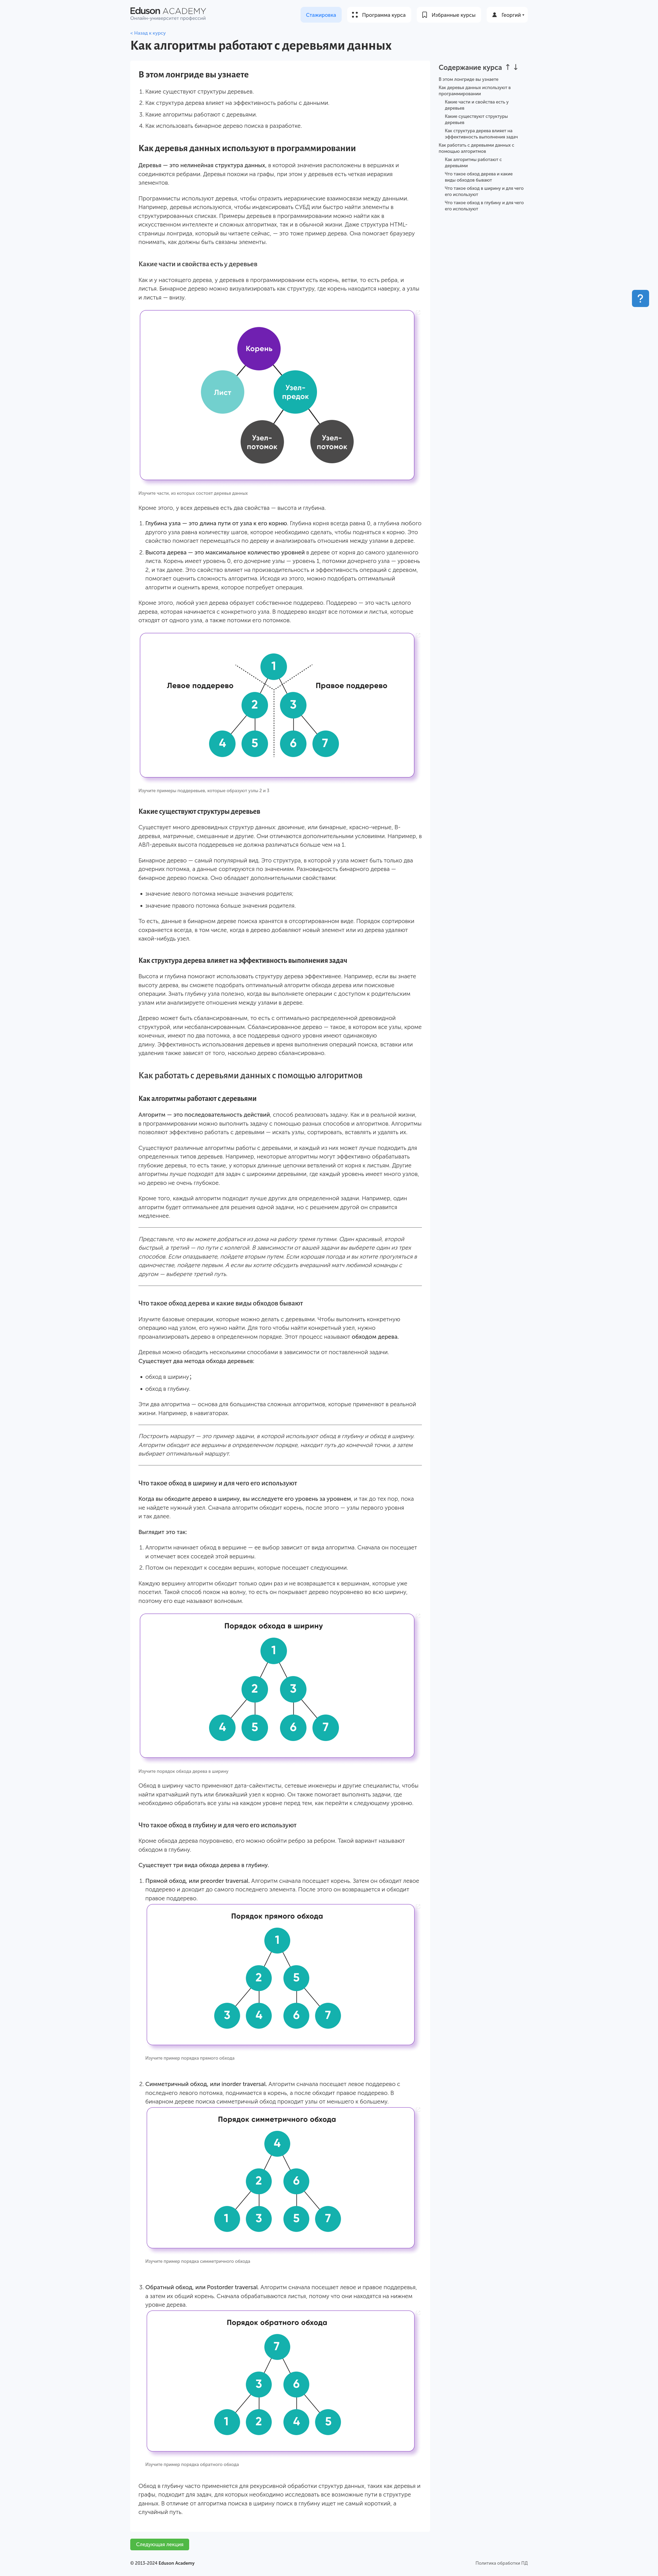 Eduson ACADEMY
Онлайн-университет профессий
Стажировка
Программа курса
Избранные курсы
Георгий
< Назад к курсу
Как алгоритмы работают с деревьями данных
В этом лонгриде вы узнаете
1. Какие существуют структуры деревьев.
2. Как структура дерева влияет на эффективность работы с данными.
3. Какие алгоритмы работают с деревьями.
4. Как использовать бинарное дерево поиска в разработке.
Как деревья данных используют в программировании
Деревья — это нелинейная структура данных, в которой значения расположены в вершинах и
соединяются ребрами. Деревья похожи на графы, при этом у деревьев есть четкая иерархия
элементов.
Программисты используют деревья, чтобы отразить иерархические взаимосвязи между данными.
Например, деревья используются, чтобы индексировать СУБД или быстро найти элементы в
структурированных списках. Примеры деревьев в программировании можно найти как в
искусственном интеллекте и сложных алгоритмах, так и в обычной жизни. Даже структура HTML-
страницы лонгрида, который вы читаете сейчас, — это тоже пример дерева. Она помогает браузеру
понимать, как должны быть связаны элементы.
Какие части и свойства есть у деревьев
Как и у настоящего дерева, у деревьев в программировании есть корень, ветви, то есть ребра, и
листья. Бинарное дерево можно визуализировать как структуру, где корень находится наверху, а узлы
и листья — внизу.
Корень
Лист
Узел-
предок
Узел-
потомок
Узел-
потомок
Изучите части, из которых состоят деревья данных
Кроме этого, у всех деревьев есть два свойства — высота и глубина.
1. Глубина узла — это длина пути от узла к его корню. Глубина корня всегда равна 0, а глубина любого
другого узла равна количеству шагов, которое необходимо сделать, чтобы подняться к корню. Это
свойство помогает перемещаться по дереву и анализировать отношения между узлами в дереве.
2. Высота дерева — это максимальное количество уровней в дереве от корня до самого удаленного
листа. Корень имеет уровень 0, его дочерние узлы — уровень 1, потомки дочернего узла — уровень
2, и так далее. Это свойство влияет на производительность и эффективность операций с деревом,
помогает оценить сложность алгоритма. Исходя из этого, можно подобрать оптимальный
алгоритм и оценить время, которое потребует операция.
Кроме этого, любой узел дерева образует собственное поддерево. Поддерево — это часть целого
дерева, которая начинается с конкретного узла. В поддерево входят все потомки и листья, которые
отходят от одного узла, а также потомки его потомков.
Левое поддерево
Правое поддерево
1
2
3
4
5
6
7
Изучите примеры поддеревьев, которые образуют узлы 2 и 3
Какие существуют структуры деревьев
Существует много древовидных структур данных: двоичные, или бинарные, красно-черные, B-
деревья, матричные, смешанные и другие. Они отличаются дополнительными условиями. Например, в
АВЛ-деревьях высота поддеревьев не должна различаться больше чем на 1.
Бинарное дерево — самый популярный вид. Это структура, в которой у узла может быть только два
дочерних потомка, а данные сортируются по значениям. Разновидность бинарного дерева —
бинарное дерево поиска. Оно обладает дополнительными свойствами:
• значение левого потомка меньше значения родителя;
• значение правого потомка больше значения родителя.
То есть, данные в бинарном дереве поиска хранятся в отсортированном виде. Порядок сортировки
сохраняется всегда, в том числе, когда в дерево добавляют новый элемент или из дерева удаляют
какой-нибудь узел.
Как структура дерева влияет на эффективность выполнения задач
Высота и глубина помогают использовать структуру дерева эффективнее. Например, если вы знаете
высоту дерева, вы сможете подобрать оптимальный алгоритм обхода дерева или поисковые
операции. Знать глубину узла полезно, когда вы выполняете операции с доступом к родительским
узлам или анализируете отношения между узлами в дереве.
Дерево может быть сбалансированным, то есть с оптимально распределенной древовидной
структурой, или несбалансированным. Сбалансированное дерево — такое, в котором все узлы, кроме
конечных, имеют по два потомка, а все поддеревья одного уровня имеют одинаковую
длину. Эффективность использования деревьев и время выполнения операций поиска, вставки или
удаления также зависят от того, насколько дерево сбалансировано.
Как работать с деревьями данных с помощью алгоритмов
Как алгоритмы работают с деревьями
Алгоритм — это последовательность действий, способ реализовать задачу. Как и в реальной жизни,
в программировании можно выполнить задачу с помощью разных способов и алгоритмов. Алгоритмы
позволяют эффективно работать с деревьями — искать узлы, сортировать, вставлять и удалять их.
Существуют различные алгоритмы работы с деревьями, и каждый из них может лучше подходить для
определенных типов деревьев. Например, некоторые алгоритмы могут эффективно обрабатывать
глубокие деревья, то есть такие, у которых длинные цепочки ветвлений от корня к листьям. Другие
алгоритмы лучше подходят для задач с широкими деревьями, где каждый уровень имеет много узлов,
но дерево не очень глубокое.
Кроме того, каждый алгоритм подходит лучше других для определенной задачи. Например, один
алгоритм будет оптимальнее для решения одной задачи, но с решением другой он справится
медленнее.
Представьте, что вы можете добраться из дома на работу тремя путями. Один красивый, второй
быстрый, а третий — по пути с коллегой. В зависимости от вашей задачи вы выберете один из трех
способов. Если опаздываете, пойдете вторым путем. Если хорошая погода и вы хотите прогуляться в
одиночестве, пойдете первым. А если вы хотите обсудить вчерашний матч любимой команды с
другом — выберете третий путь.
Что такое обход дерева и какие виды обходов бывают
Изучите базовые операции, которые можно делать с деревьями. Чтобы выполнить конкретную
операцию над узлом, его нужно найти. Для того чтобы найти конкретный узел, нужно
проанализировать дерево в определенном порядке. Этот процесс называют обходом дерева.
Деревья можно обходить несколькими способами в зависимости от поставленной задачи.
Существует два метода обхода деревьев:
• обход в ширину;
• обход в глубину.
Эти два алгоритма — основа для большинства сложных алгоритмов, которые применяют в реальной
жизни. Например, в навигаторах.
Построить маршрут — это пример задачи, в которой используют обход в глубину и обход в ширину.
Алгоритм обходит все вершины в определенном порядке, находит путь до конечной точки, а затем
выбирает оптимальный маршрут.
Что такое обход в ширину и для чего его используют
Когда вы обходите дерево в ширину, вы исследуете его уровень за уровнем, и так до тех пор, пока
не найдете нужный узел. Сначала алгоритм обходит корень, после этого — узлы первого уровня
и так далее.
Выглядит это так:
1. Алгоритм начинает обход в вершине — ее выбор зависит от вида алгоритма. Сначала он посещает
и отмечает всех соседей этой вершины.
2. Потом он переходит к соседям вершин, которые посещает следующими.
Каждую вершину алгоритм обходит только один раз и не возвращается к вершинам, которые уже
посетил. Такой способ похож на волну, то есть он покрывает дерево поуровнево во всю ширину,
поэтому его еще называют волновым.
Порядок обхода в ширину
1
2
3
4
5
6
7
Изучите порядок обхода дерева в ширину
Обход в ширину часто применяют дата-сайентисты, сетевые инженеры и другие специалисты, чтобы
найти кратчайший путь или ближайший узел к корню. Он также помогает выполнять задачи, где
необходимо обработать все узлы на каждом уровне перед тем, как перейти к следующему уровню.
Что такое обход в глубину и для чего его используют
Кроме обхода дерева поуровнево, его можно обойти ребро за ребром. Такой вариант называют
обходом в глубину.
Существует три вида обхода дерева в глубину.
1. Прямой обход, или preorder traversal. Алгоритм сначала посещает корень. Затем он обходит левое
поддерево и доходит до самого последнего элемента. После этого он возвращается и обходит
правое поддерево.
Порядок прямого обхода
1
2
5
3
4
6
7
Изучите пример порядка прямого обхода
2. Симметричный обход, или inorder traversal. Алгоритм сначала посещает левое поддерево с
последнего левого потомка, поднимается к корень, а после обходит правое поддерево. В
бинарном дереве поиска симметричный обход проходит узлы от меньшего к большему.
Порядок симметричного обхода
4
2
6
1
3
5
7
Изучите пример порядка симметричного обхода
3. Обратный обход, или Postorder traversal. Алгоритм сначала посещает левое и правое поддеревья,
а затем их общий корень. Сначала обрабатываются листья, потому что они находятся на нижнем
уровне дерева.
Порядок обратного обхода
7
3
6
1
2
4
5
Изучите пример порядка обратного обхода
Обход в глубину часто применяется для рекурсивной обработки структур данных, таких как деревья и
графы, подходит для задач, для которых необходимо исследовать все возможные пути в структуре
данных. В отличие от алгоритма поиска в ширину поиск в глубину ищет не самый короткий, а
случайный путь.
Следующая лекция
© 2013-2024 Eduson Academy
Политика обработки ПД
Содержание курса ↑ ↓
В этом лонгриде вы узнаете
Как деревья данных используют в
программировании
Какие части и свойства есть у
деревьев
Какие существуют структуры
деревьев
Как структура дерева влияет на
эффективность выполнения задач
Как работать с деревьями данных с
помощью алгоритмов
Как алгоритмы работают с
деревьями
Что такое обход дерева и какие
виды обходов бывают
Что такое обход в ширину и для чего
его используют
Что такое обход в глубину и для чего
его используют
?